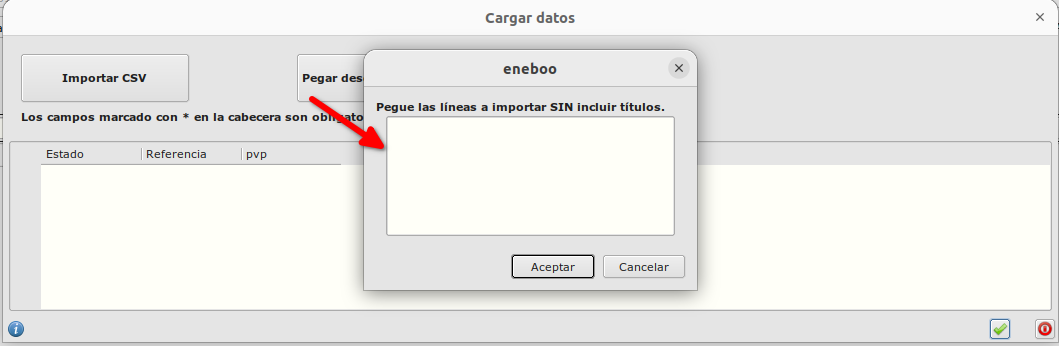 Cargar datos
Importar CSV
Pegar des
eneboo
Pegue las líneas a importar SIN incluir títulos.
Los campos marcado con * en la cabecera son obligato
Estado Referencia pvp
Aceptar Cancelar